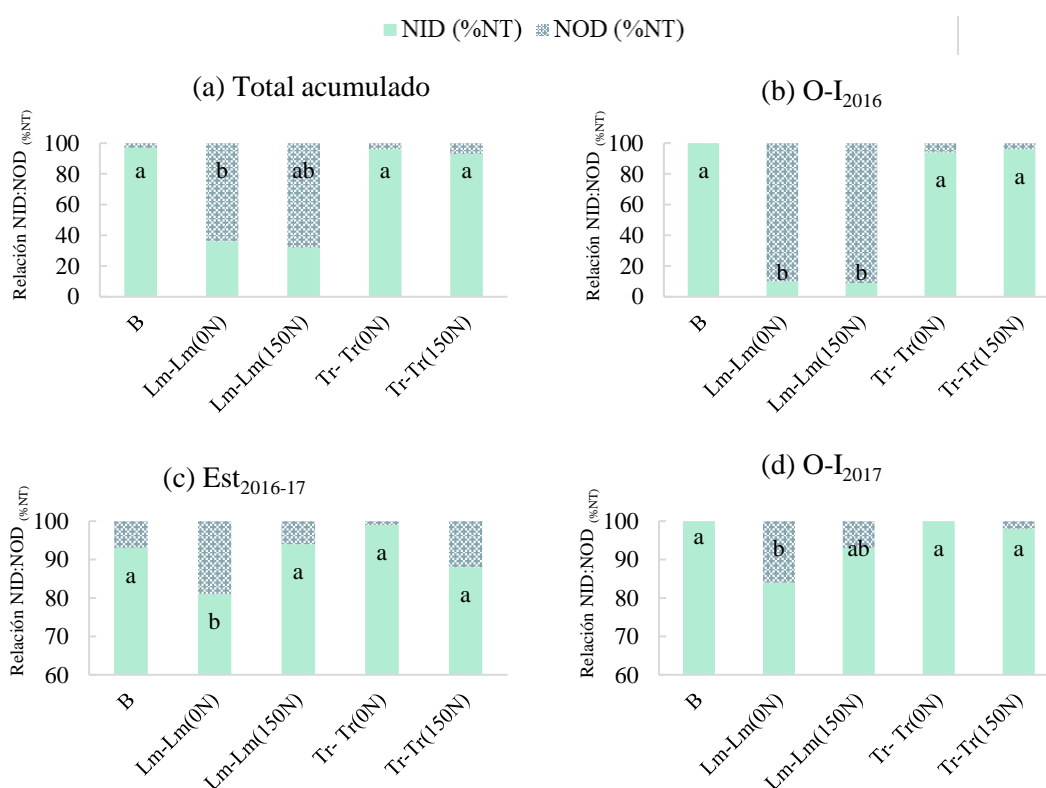 NID (%NT) NOD (%NT)
(a) Total acumulado
Relación NID:NOD (%NT)
100
80
60
40
20
0
a b ab a a
B Lm-Lm(0N) Lm-Lm(150N) Tr- Tr(0N) Tr-Tr(150N)
(b) O-I2016
Relación NID:NOD (%NT)
100
80
60
40
20
0
a b b a a
B Lm-Lm(0N) Lm-Lm(150N) Tr- Tr(0N) Tr-Tr(150N)
(c) Est2016-17
Relación NID:NOD (%NT)
100
90
80
70
60
a b a a a
B Lm-Lm(0N) Lm-Lm(150N) Tr- Tr(0N) Tr-Tr(150N)
(d) O-I2017
Relación NID:NOD (%NT)
100
90
80
70
60
a b ab a a
B Lm-Lm(0N) Lm-Lm(150N) Tr- Tr(0N) Tr-Tr(150N)